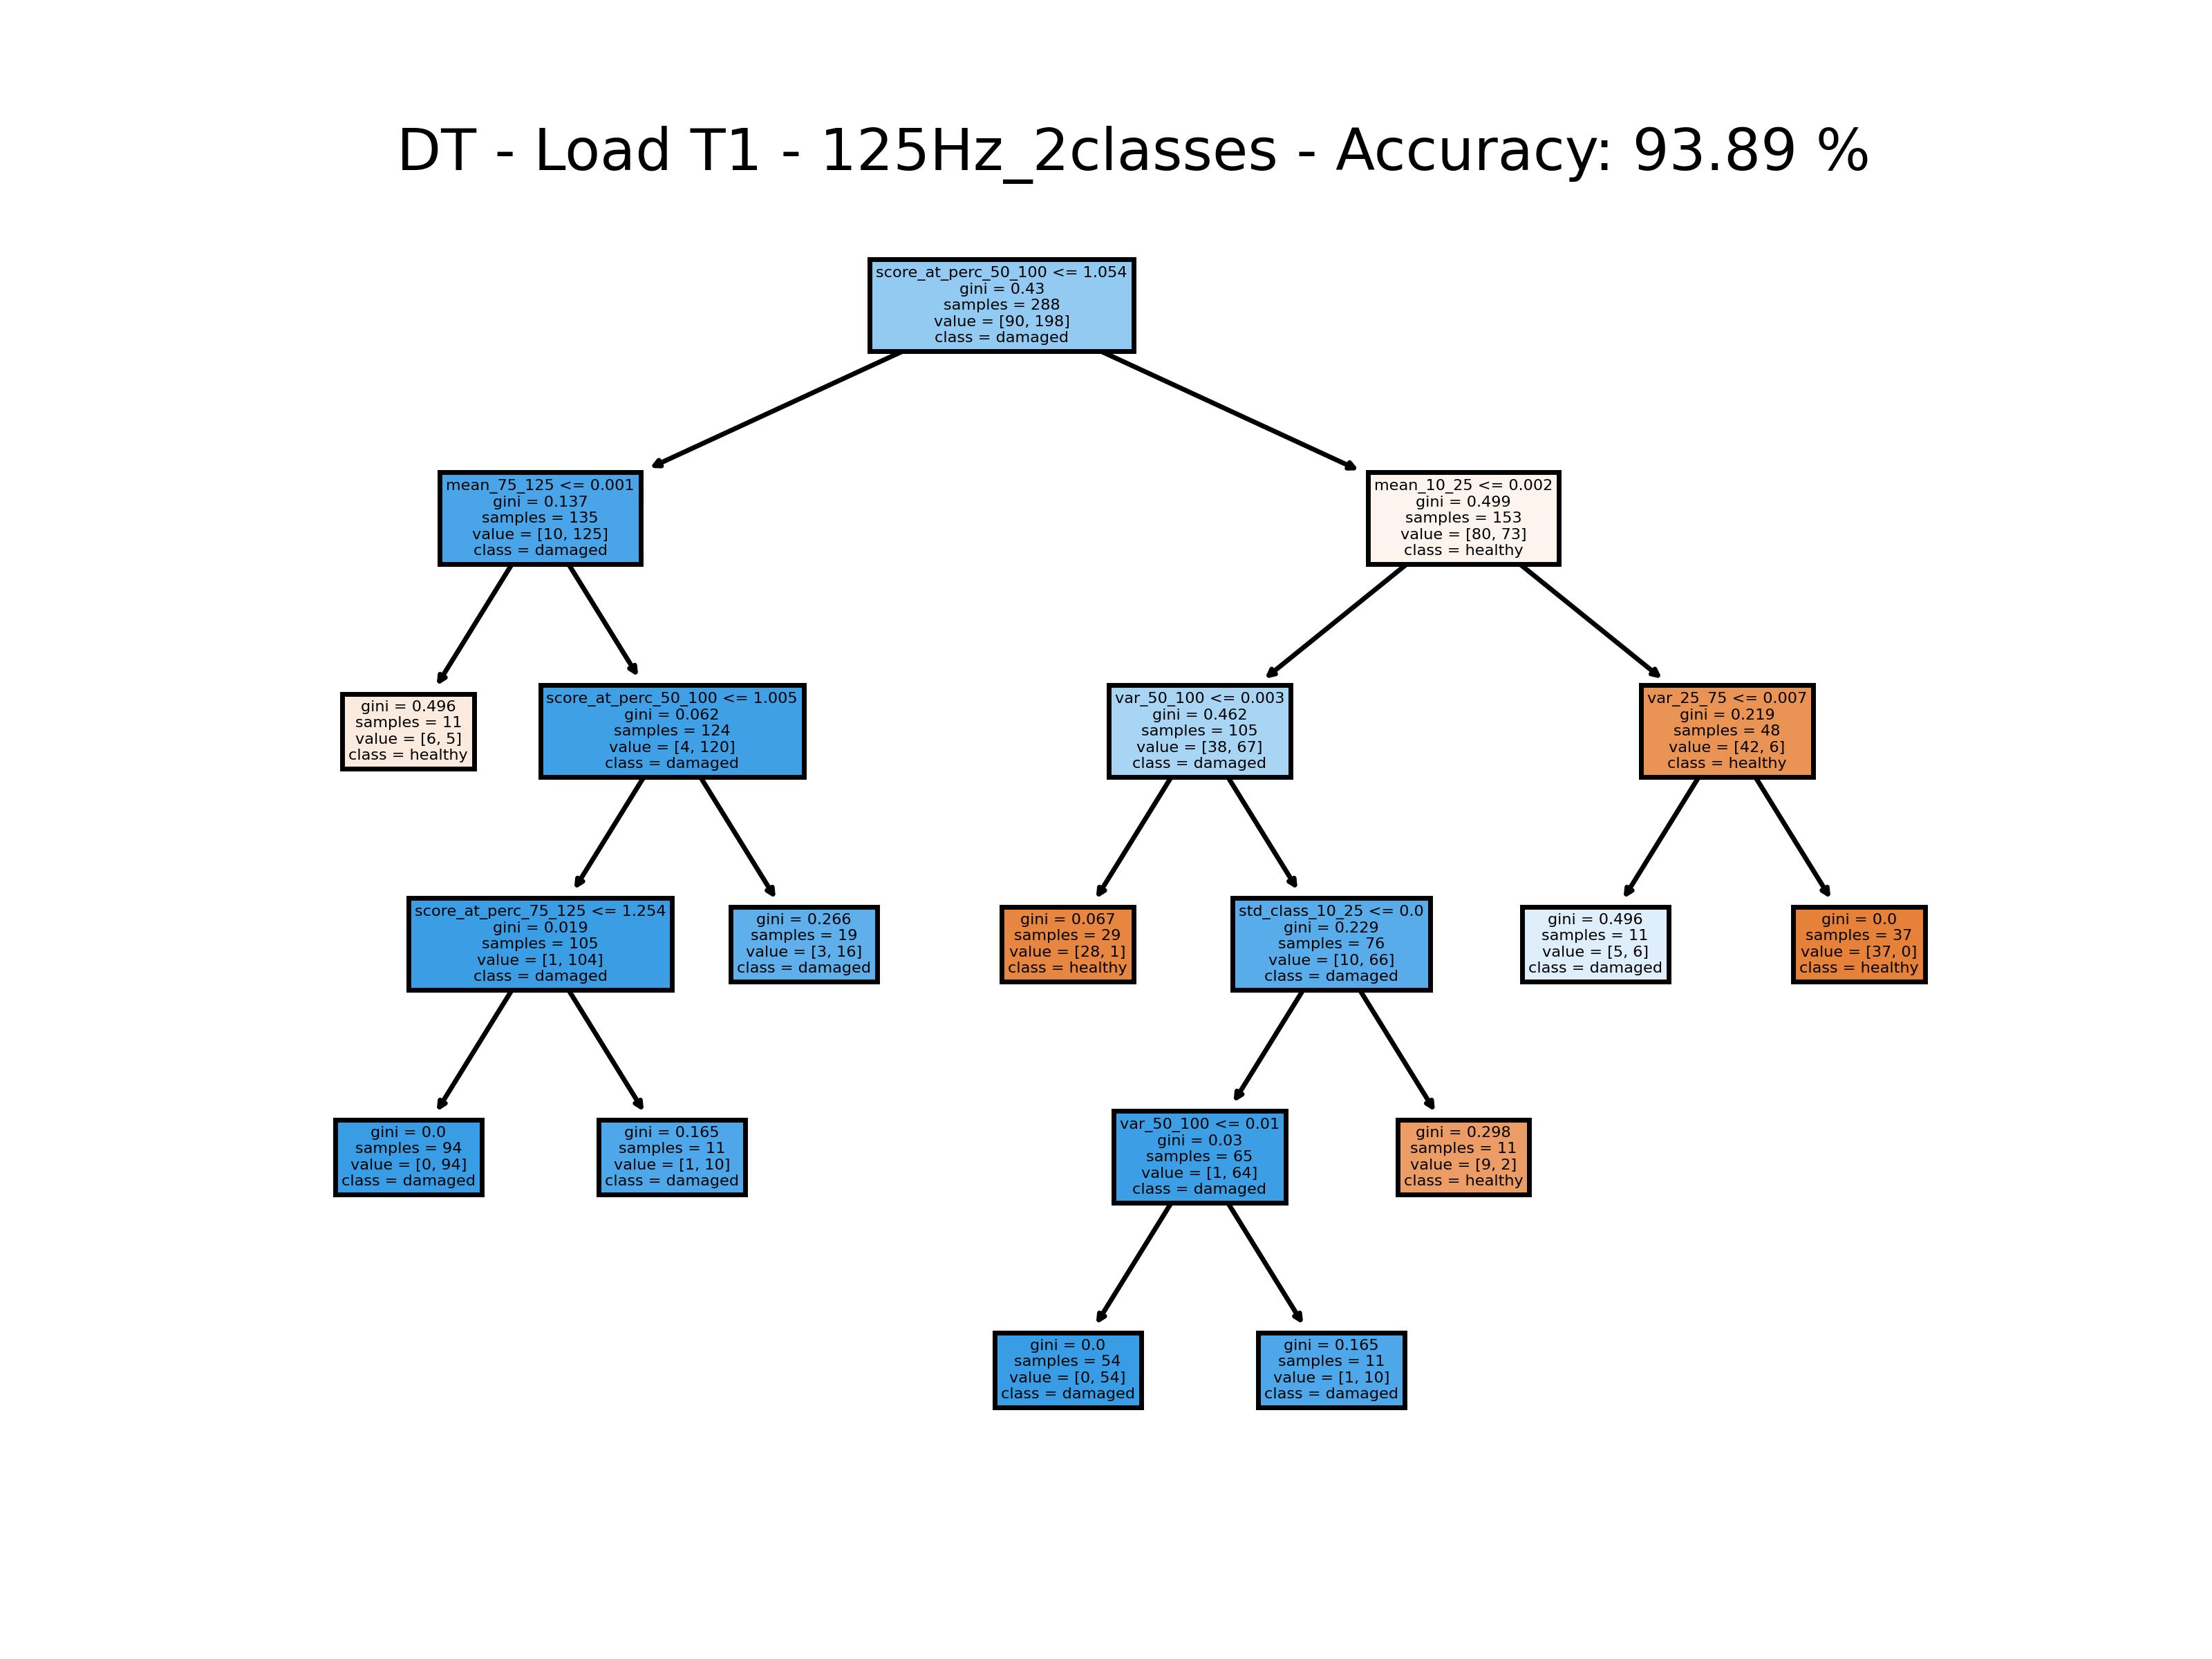 DT - Load T1 - 125Hz_2classes - Accuracy: 93.89 %
score_at_perc_50_100 <= 1.054
gini = 0.43
samples = 288
value = [90, 198]
class = damaged
mean_75_125 <= 0.001
gini = 0.137
samples = 135
value = [10, 125]
class = damaged
mean_10_25 <= 0.002
gini = 0.499
samples = 153
value = [80, 73]
class = healthy
gini = 0.496
samples = 11
value = [6, 5]
class = healthy
score_at_perc_50_100 <= 1.005
gini = 0.062
samples = 124
value = [4, 120]
class = damaged
var_50_100 <= 0.003
gini = 0.462
samples = 105
value = [38, 67]
class = damaged
var_25_75 <= 0.007
gini = 0.219
samples = 48
value = [42, 6]
class = healthy
score_at_perc_75_125 <= 1.254
gini = 0.019
samples = 105
value = [1, 104]
class = damaged
gini = 0.266
samples = 19
value = [3, 16]
class = damaged
gini = 0.067
samples = 29
value = [28, 1]
class = healthy
std_class_10_25 <= 0.0
gini = 0.229
samples = 76
value = [10, 66]
class = damaged
gini = 0.496
samples = 11
value = [5, 6]
class = damaged
gini = 0.0
samples = 37
value = [37, 0]
class = healthy
gini = 0.0
samples = 94
value = [0, 94]
class = damaged
gini = 0.165
samples = 11
value = [1, 10]
class = damaged
var_50_100 <= 0.01
gini = 0.03
samples = 65
value = [1, 64]
class = damaged
gini = 0.298
samples = 11
value = [9, 2]
class = healthy
gini = 0.0
samples = 54
value = [0, 54]
class = damaged
gini = 0.165
samples = 11
value = [1, 10]
class = damaged